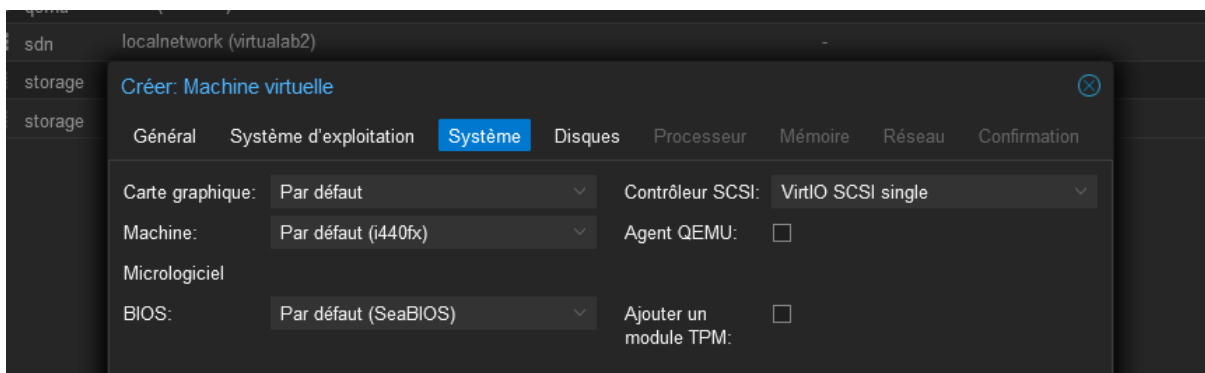 sdn localnetwork (virtualab2) -
storage
Créer: Machine virtuelle
storage
Général Système d'exploitation Système Disques Processeur Mémoire Réseau Confirmation
Carte graphique: Par défaut Contrôleur SCSI: VirtIO SCSI single
Machine: Par défaut (i440fx) Agent QEMU:
Micrologiciel
BIOS: Par défaut (SeaBIOS) Ajouter un
module TPM: